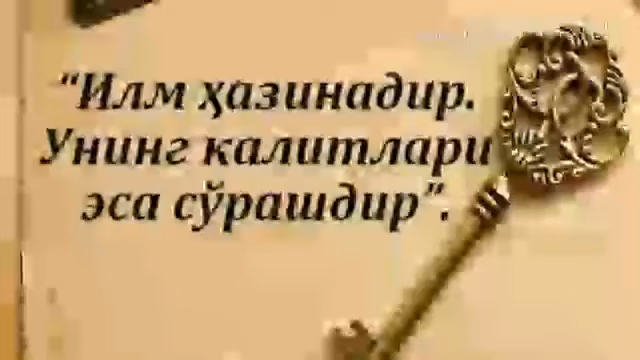 “Илм ҳазинадир.
Унинг калитлари
эса сўрашдир”.